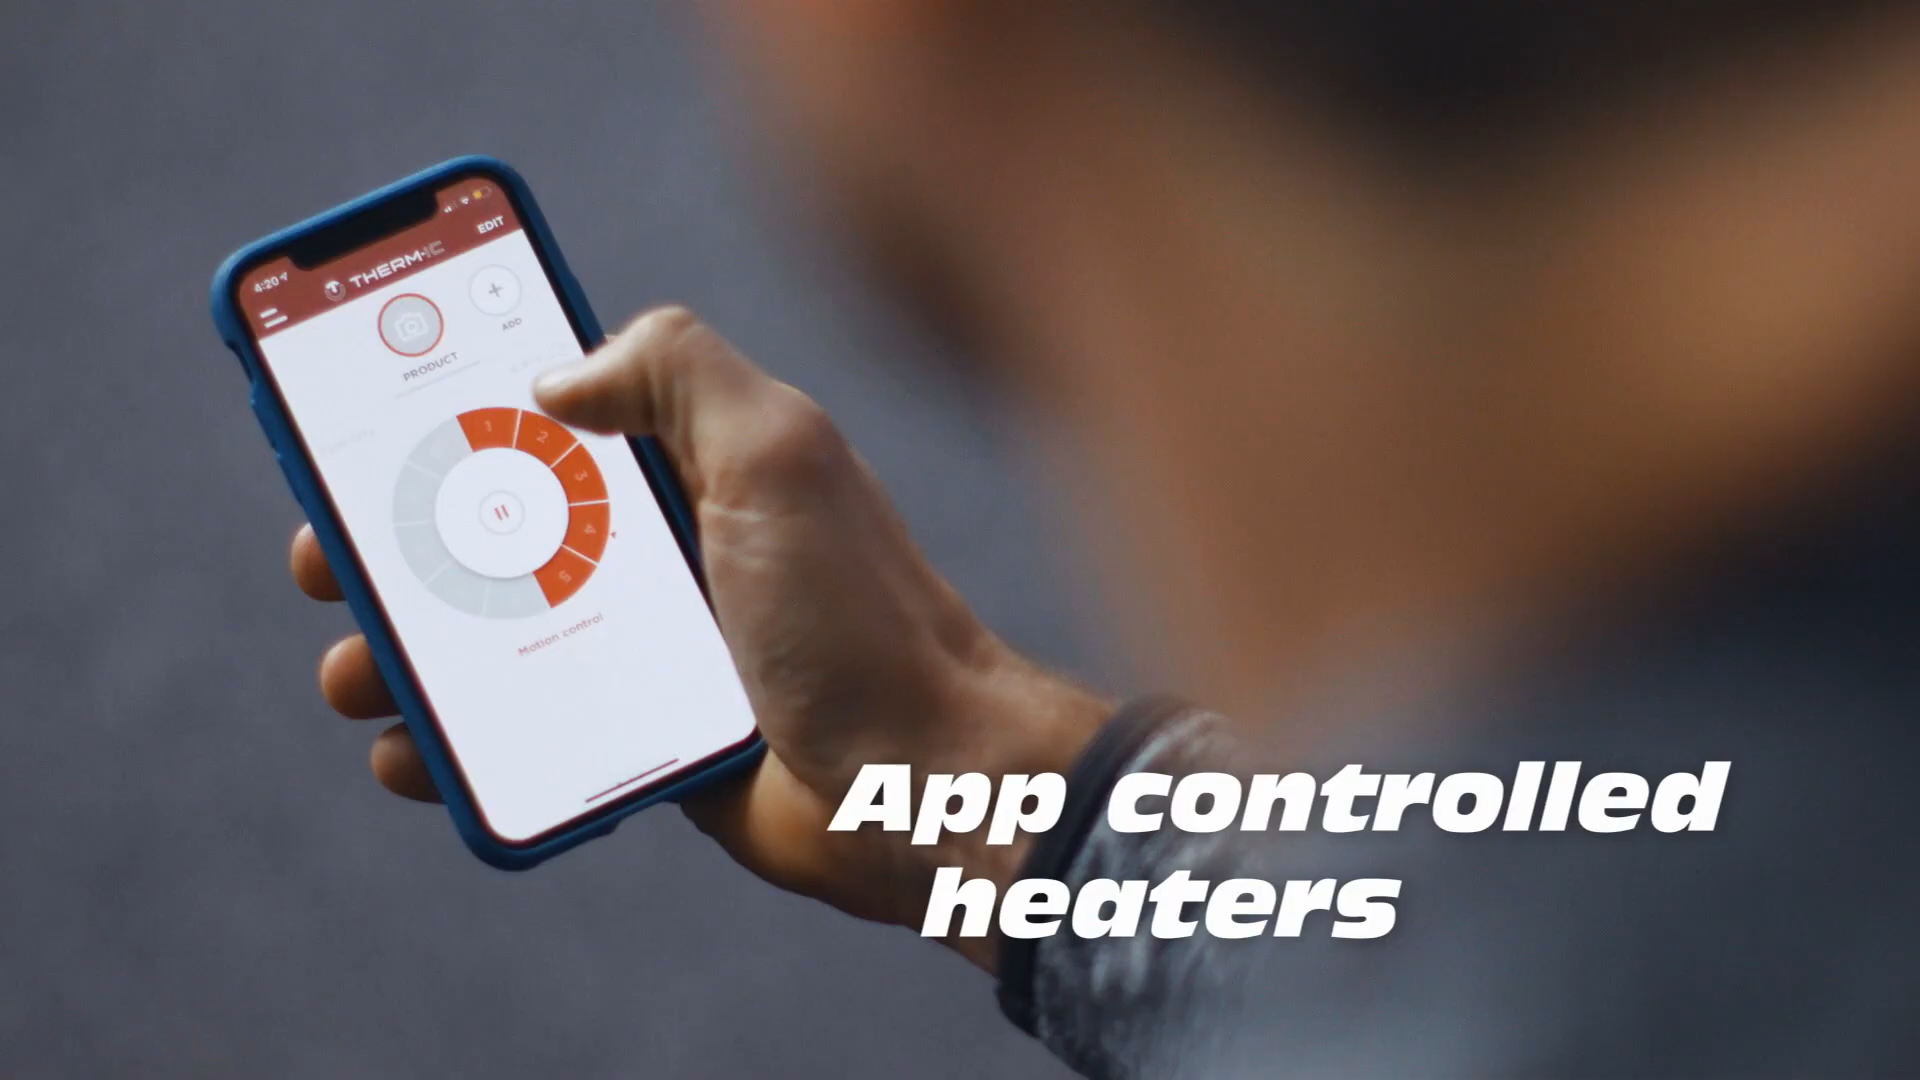 4:20
EDIT
THERM-IC
PRODUCT
ADD
1
2
3
4
5
Motion control
App controlled
heaters